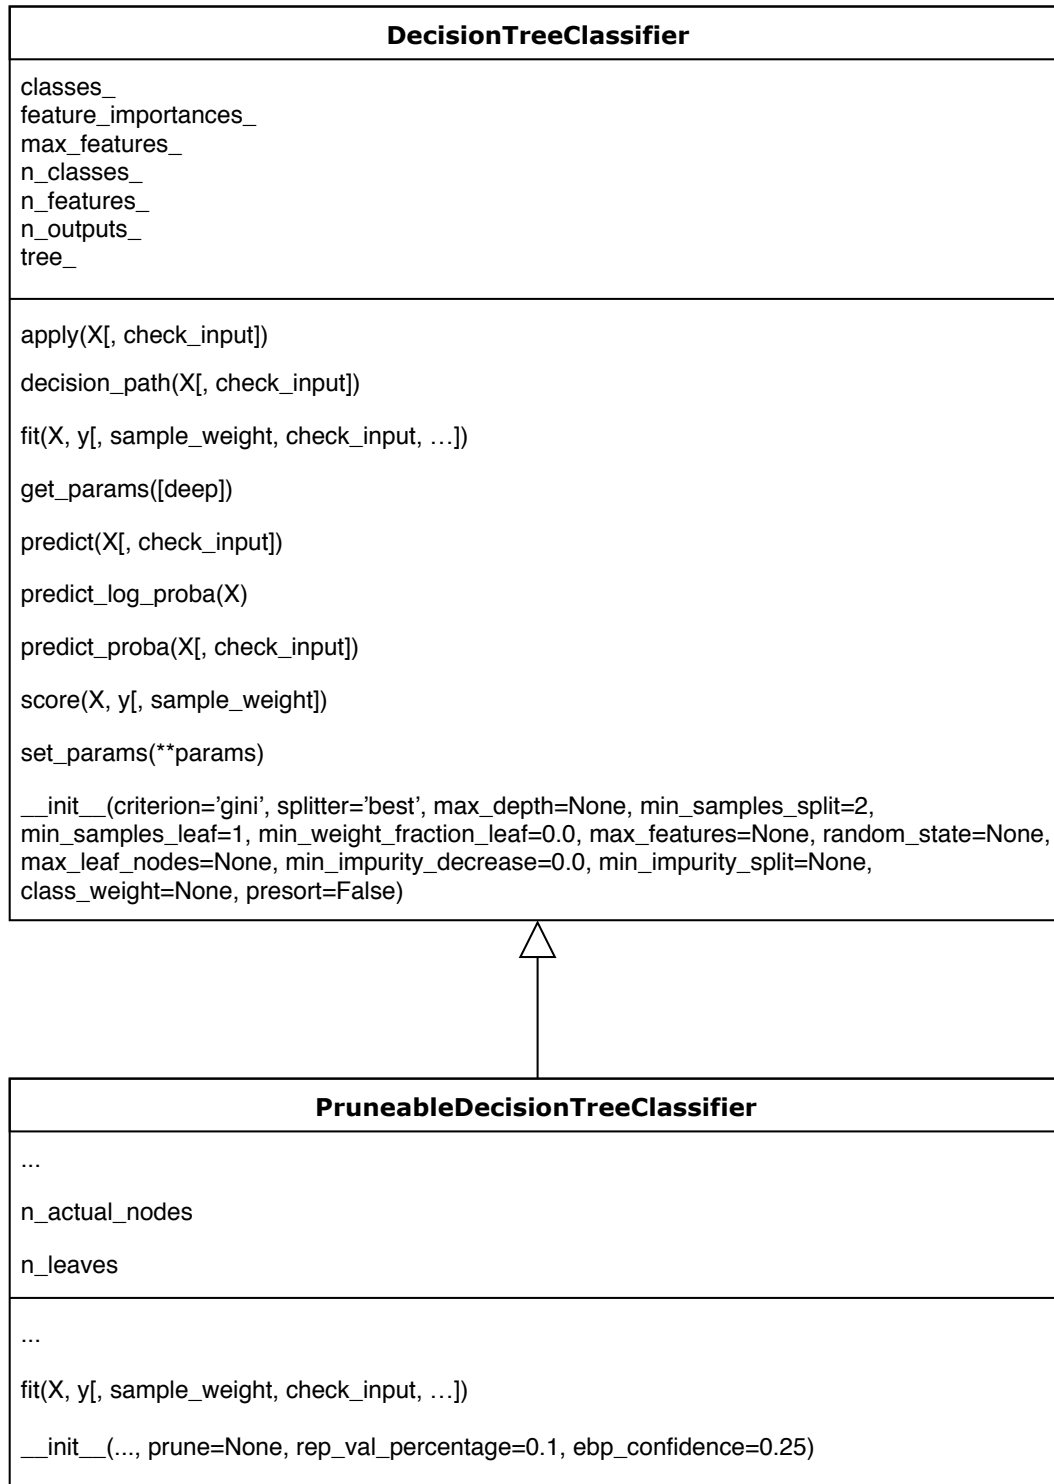 DecisionTreeClassifier
classes_
feature_importances_
max_features_
n_classes_
n_features_
n_outputs_
tree_
apply(X[, check_input])
decision_path(X[, check_input])
fit(X, y[, sample_weight, check_input, …])
get_params([deep])
predict(X[, check_input])
predict_log_proba(X)
predict_proba(X[, check_input])
score(X, y[, sample_weight])
set_params(**params)
__init__(criterion=’gini’, splitter=’best’, max_depth=None, min_samples_split=2,
min_samples_leaf=1, min_weight_fraction_leaf=0.0, max_features=None, random_state=None,
max_leaf_nodes=None, min_impurity_decrease=0.0, min_impurity_split=None,
class_weight=None, presort=False)
PruneableDecisionTreeClassifier
...
n_actual_nodes
n_leaves
...
fit(X, y[, sample_weight, check_input, …])
__init__(..., prune=None, rep_val_percentage=0.1, ebp_confidence=0.25)